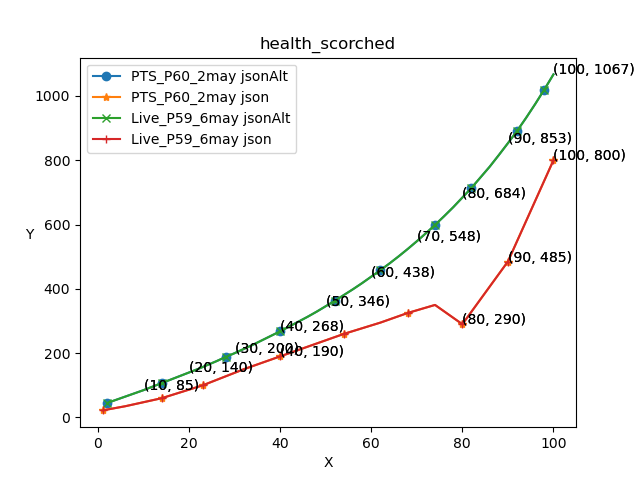 health_scorched
PTS_P60_2may jsonAlt
PTS_P60_2may json
Live_P59_6may jsonAlt
Live_P59_6may json
(100, 1067)
(90, 853)
(100, 800)
(80, 684)
(70, 548)
(60, 438)
(90, 485)
(50, 346)
(80, 290)
(40, 268)
(30, 200)
(40, 190)
(20, 140)
(10, 85)
1000
800
600
400
200
0
Y
0 20 40 60 80 100
X